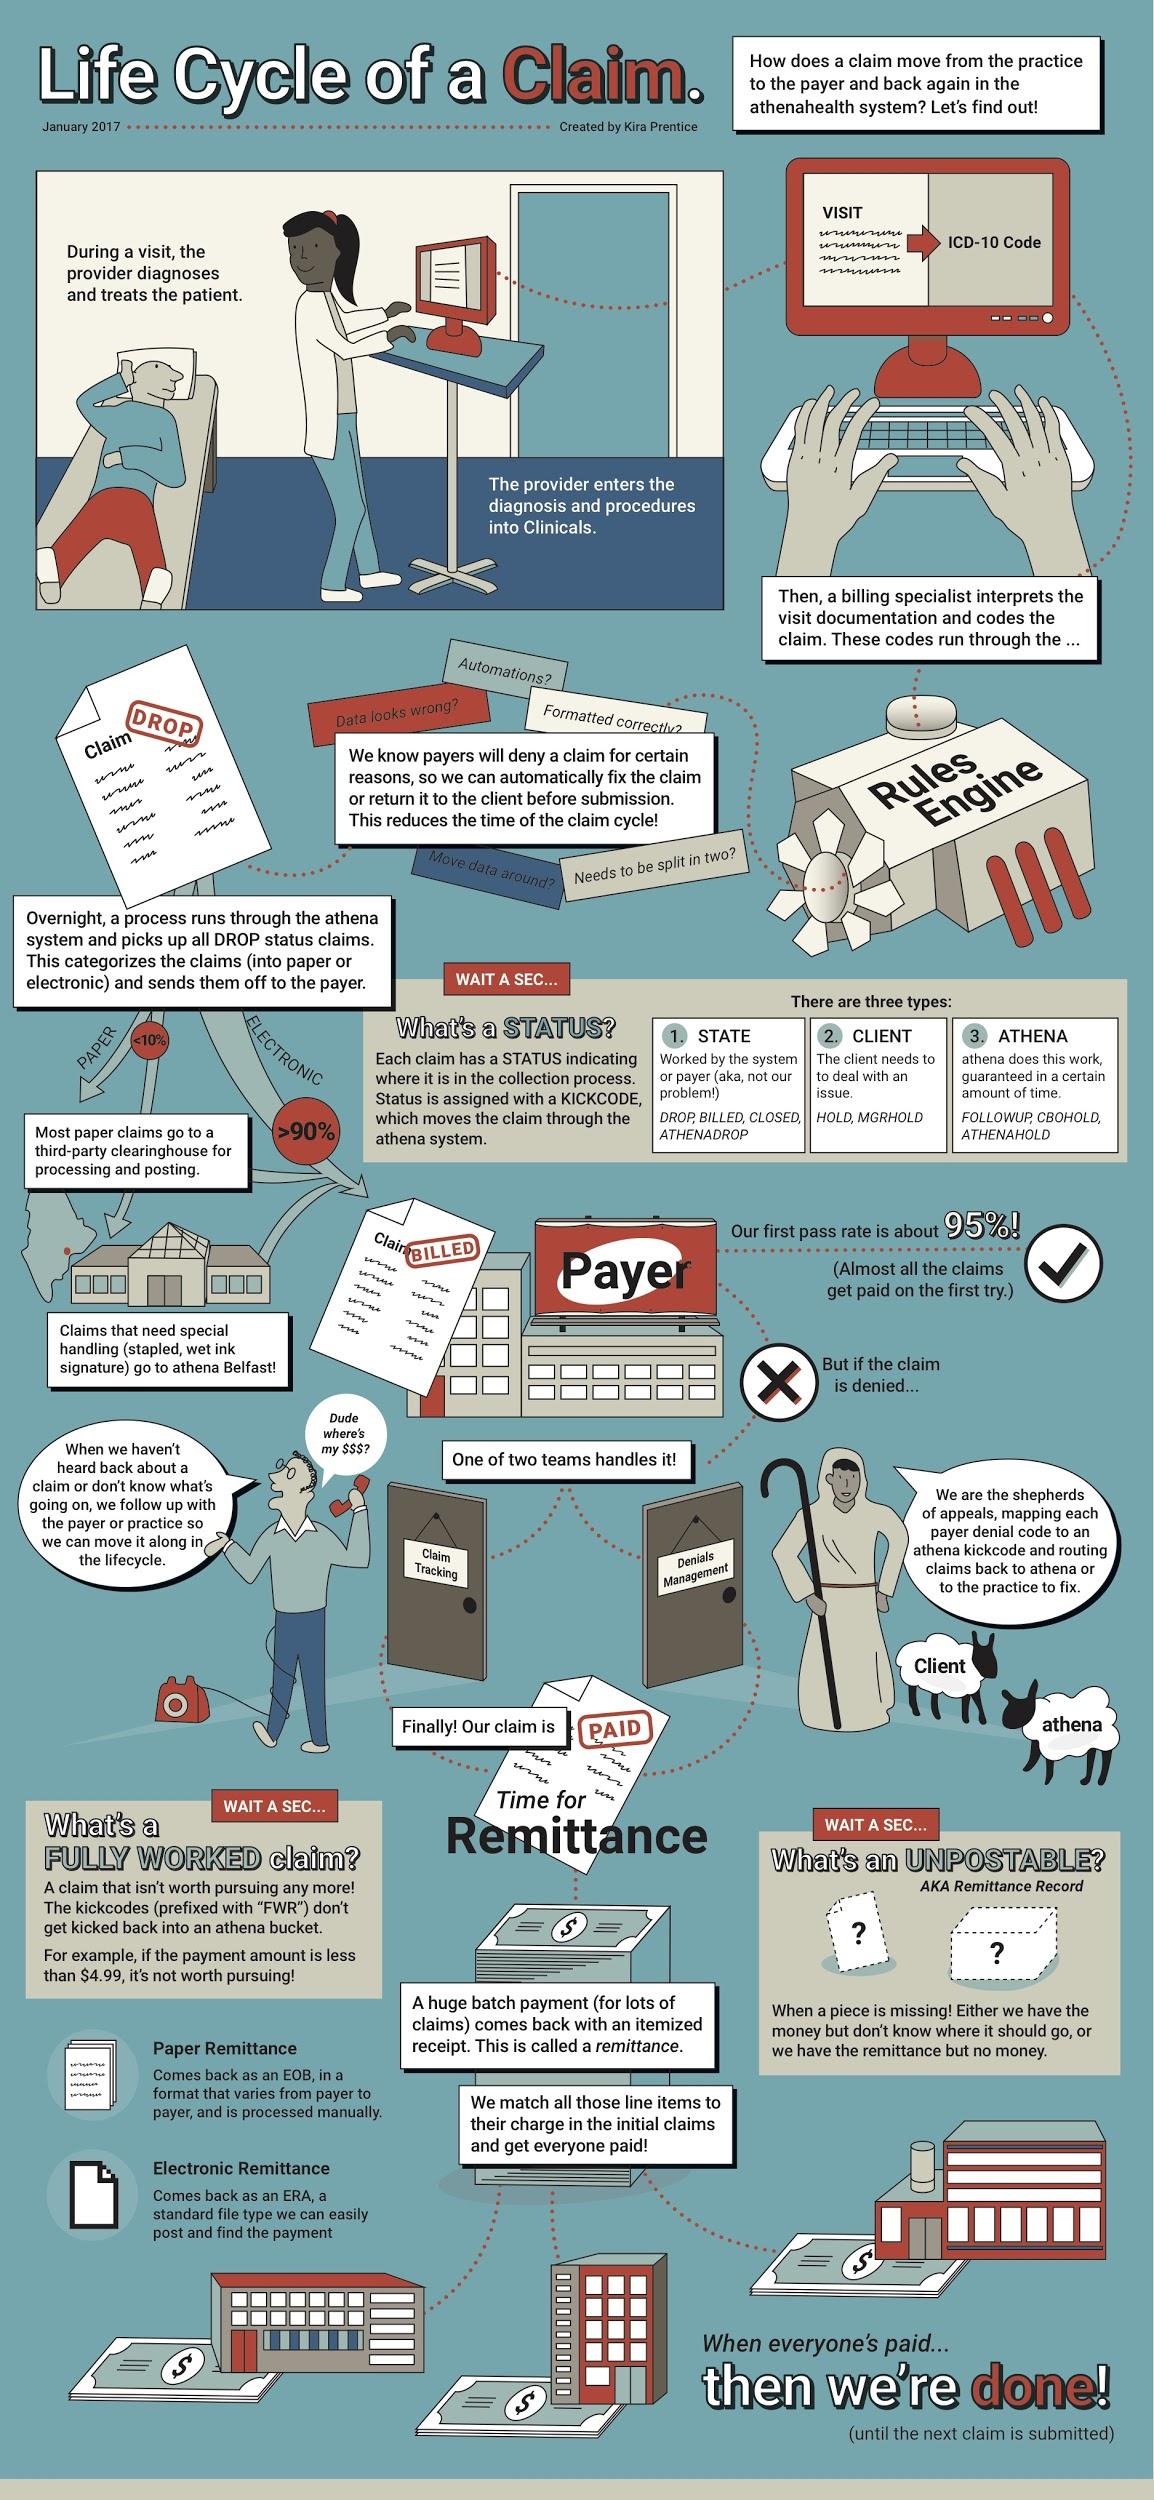 Life Cycle of a Claim.
January 2017
Created by Kira Prentice
How does a claim move from the practice
to the payer and back again in the
athenahealth system? Let's find out!
During a visit, the
provider diagnoses
and treats the patient.
The provider enters the
diagnosis and procedures
into Clinicals.
VISIT
ICD-10 Code
Then, a billing specialist interprets the
visit documentation and codes the
claim. These codes run through the ...
Rules
Engine
Automations?
Data looks wrong?
Formatted correctly?
We know payers will deny a claim for certain
reasons, so we can automatically fix the claim
or return it to the client before submission.
This reduces the time of the claim cycle!
Move data around?
Needs to be split in two?
Claim
DROP
Overnight, a process runs through the athena
system and picks up all DROP status claims.
This categorizes the claims (into paper or
electronic) and sends them off to the payer.
PAPER
<10%
ELECTRONIC
>90%
WAIT A SEC...
What's a STATUS?
Each claim has a STATUS indicating
where it is in the collection process.
Status is assigned with a KICKCODE,
which moves the claim through the
athena system.
There are three types:
1. STATE
Worked by the system
or payer (aka, not our
problem!)
DROP, BILLED, CLOSED,
ATHENADROP
2. CLIENT
The client needs to
to deal with an
issue.
HOLD, MGRHOLD
3. ATHENA
athena does this work,
guaranteed in a certain
amount of time.
FOLLOWUP, CBOHOLD,
ATHENAHOLD
Most paper claims go to a
third-party clearinghouse for
processing and posting.
Claims that need special
handling (stapled, wet ink
signature) go to athena Belfast!
Claim
BILLED
Payer
Our first pass rate is about 95%!
(Almost all the claims
get paid on the first try.)
But if the claim
is denied...
One of two teams handles it!
When we haven't
heard back about a
claim or don't know what's
going on, we follow up with
the payer or practice so
we can move it along in
the lifecycle.
Dude
where's
my $$$?
Claim
Tracking
Denials
Management
We are the shepherds
of appeals, mapping each
payer denial code to an
athena kickcode and routing
claims back to athena or
to the practice to fix.
Client
athena
Finally! Our claim is
PAID
Time for
Remittance
WAIT A SEC...
What's a
FULLY WORKED claim?
A claim that isn't worth pursuing any more!
The kickcodes (prefixed with “FWR”) don't
get kicked back into an athena bucket.
For example, if the payment amount is less
than $4.99, it's not worth pursuing!
WAIT A SEC...
What's an UNPOSTABLE?
AKA Remittance Record
?
?
When a piece is missing! Either we have the
money but don't know where it should go, or
we have the remittance but no money.
$
A huge batch payment (for lots of
claims) comes back with an itemized
receipt. This is called a remittance.
We match all those line items to
their charge in the initial claims
and get everyone paid!
Paper Remittance
Comes back as an EOB, in a
format that varies from payer to
payer, and is processed manually.
Electronic Remittance
Comes back as an ERA, a
standard file type we can easily
post and find the payment
$
$
$
When everyone's paid...
then we're done!
(until the next claim is submitted)